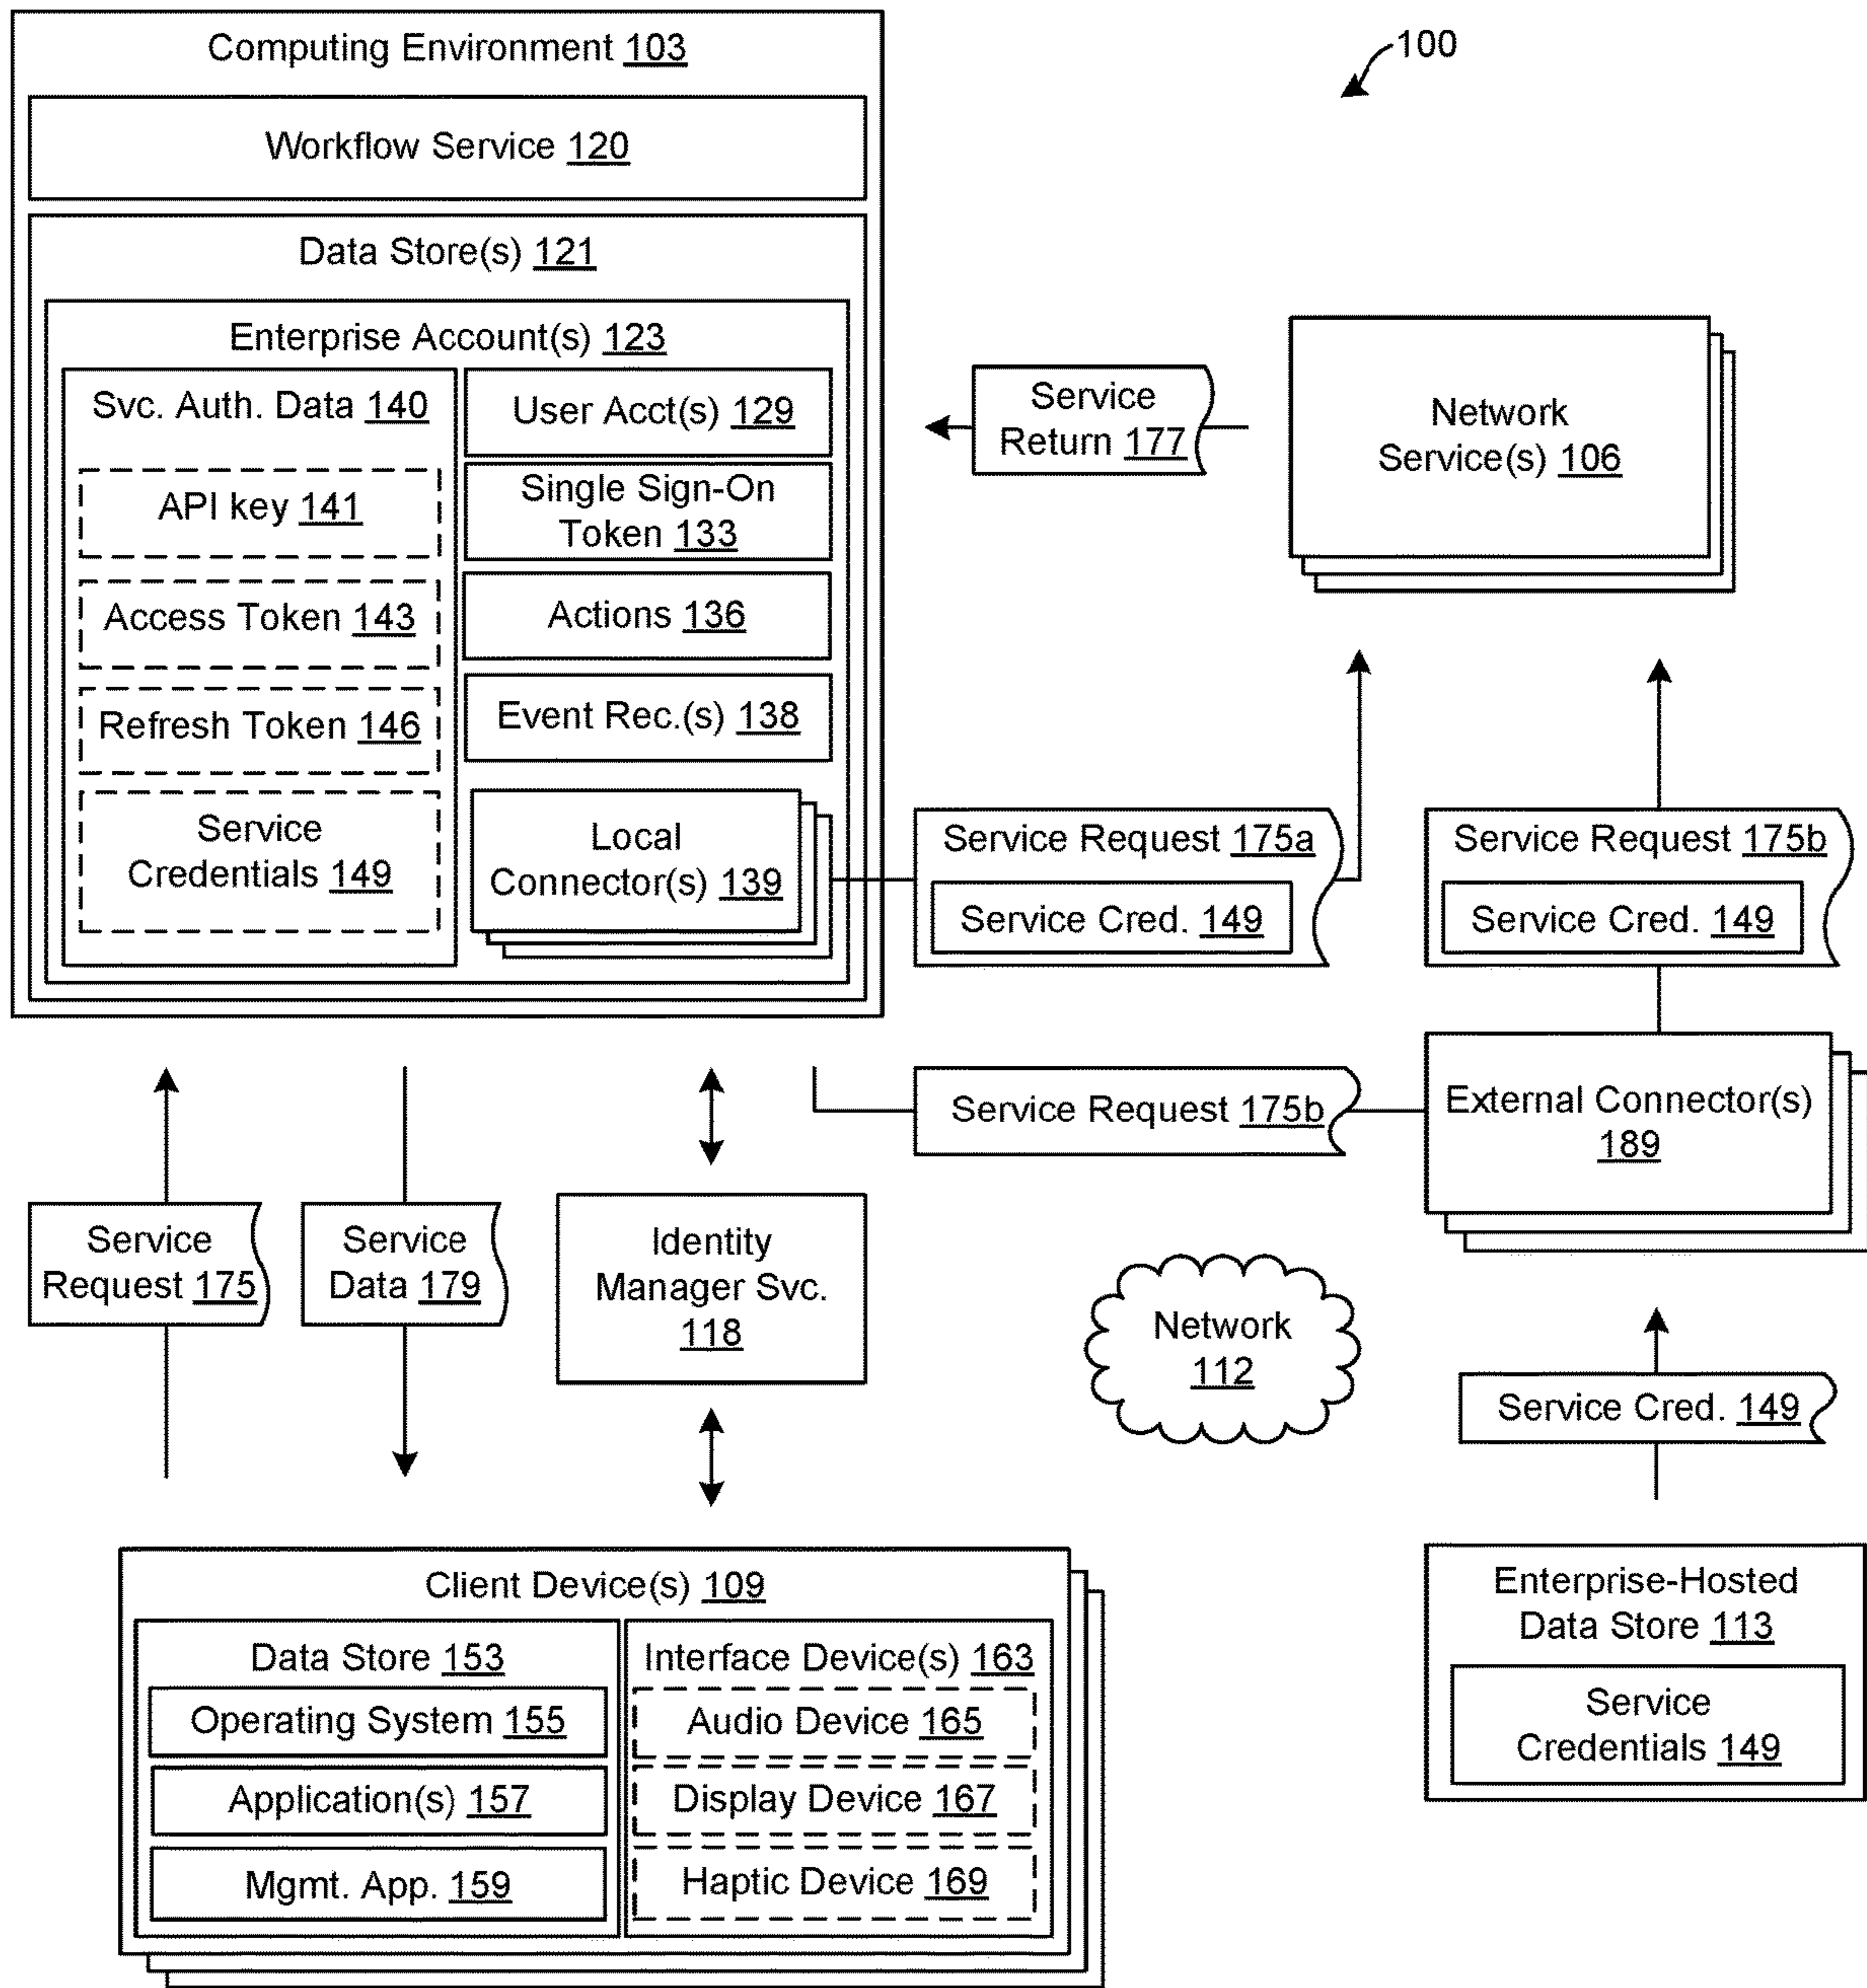 Computing Environment 103
100
Workflow Service 120
Data Store(s) 121
Enterprise Account(s) 123
Svc. Auth. Data 140
API key 141
Access Token 143
Refresh Token 146
Service
Credentials 149
User Acct(s) 129
Single Sign-On
Token 133
Actions 136
Event Rec.(s) 138
Local
Connector(s) 139
Service
Return 177
Network
Service(s) 106
Service Request 175a
Service Cred. 149
Service Request 175b
Service Cred. 149
Service Request 175b
External Connector(s)
189
Service
Request 175
Service
Data 179
Identity
Manager Svc.
118
Network
112
Service Cred. 149
Client Device(s) 109
Data Store 153
Operating System 155
Application(s) 157
Mgmt. App. 159
Interface Device(s) 163
Audio Device 165
Display Device 167
Haptic Device 169
Enterprise-Hosted
Data Store 113
Service
Credentials 149